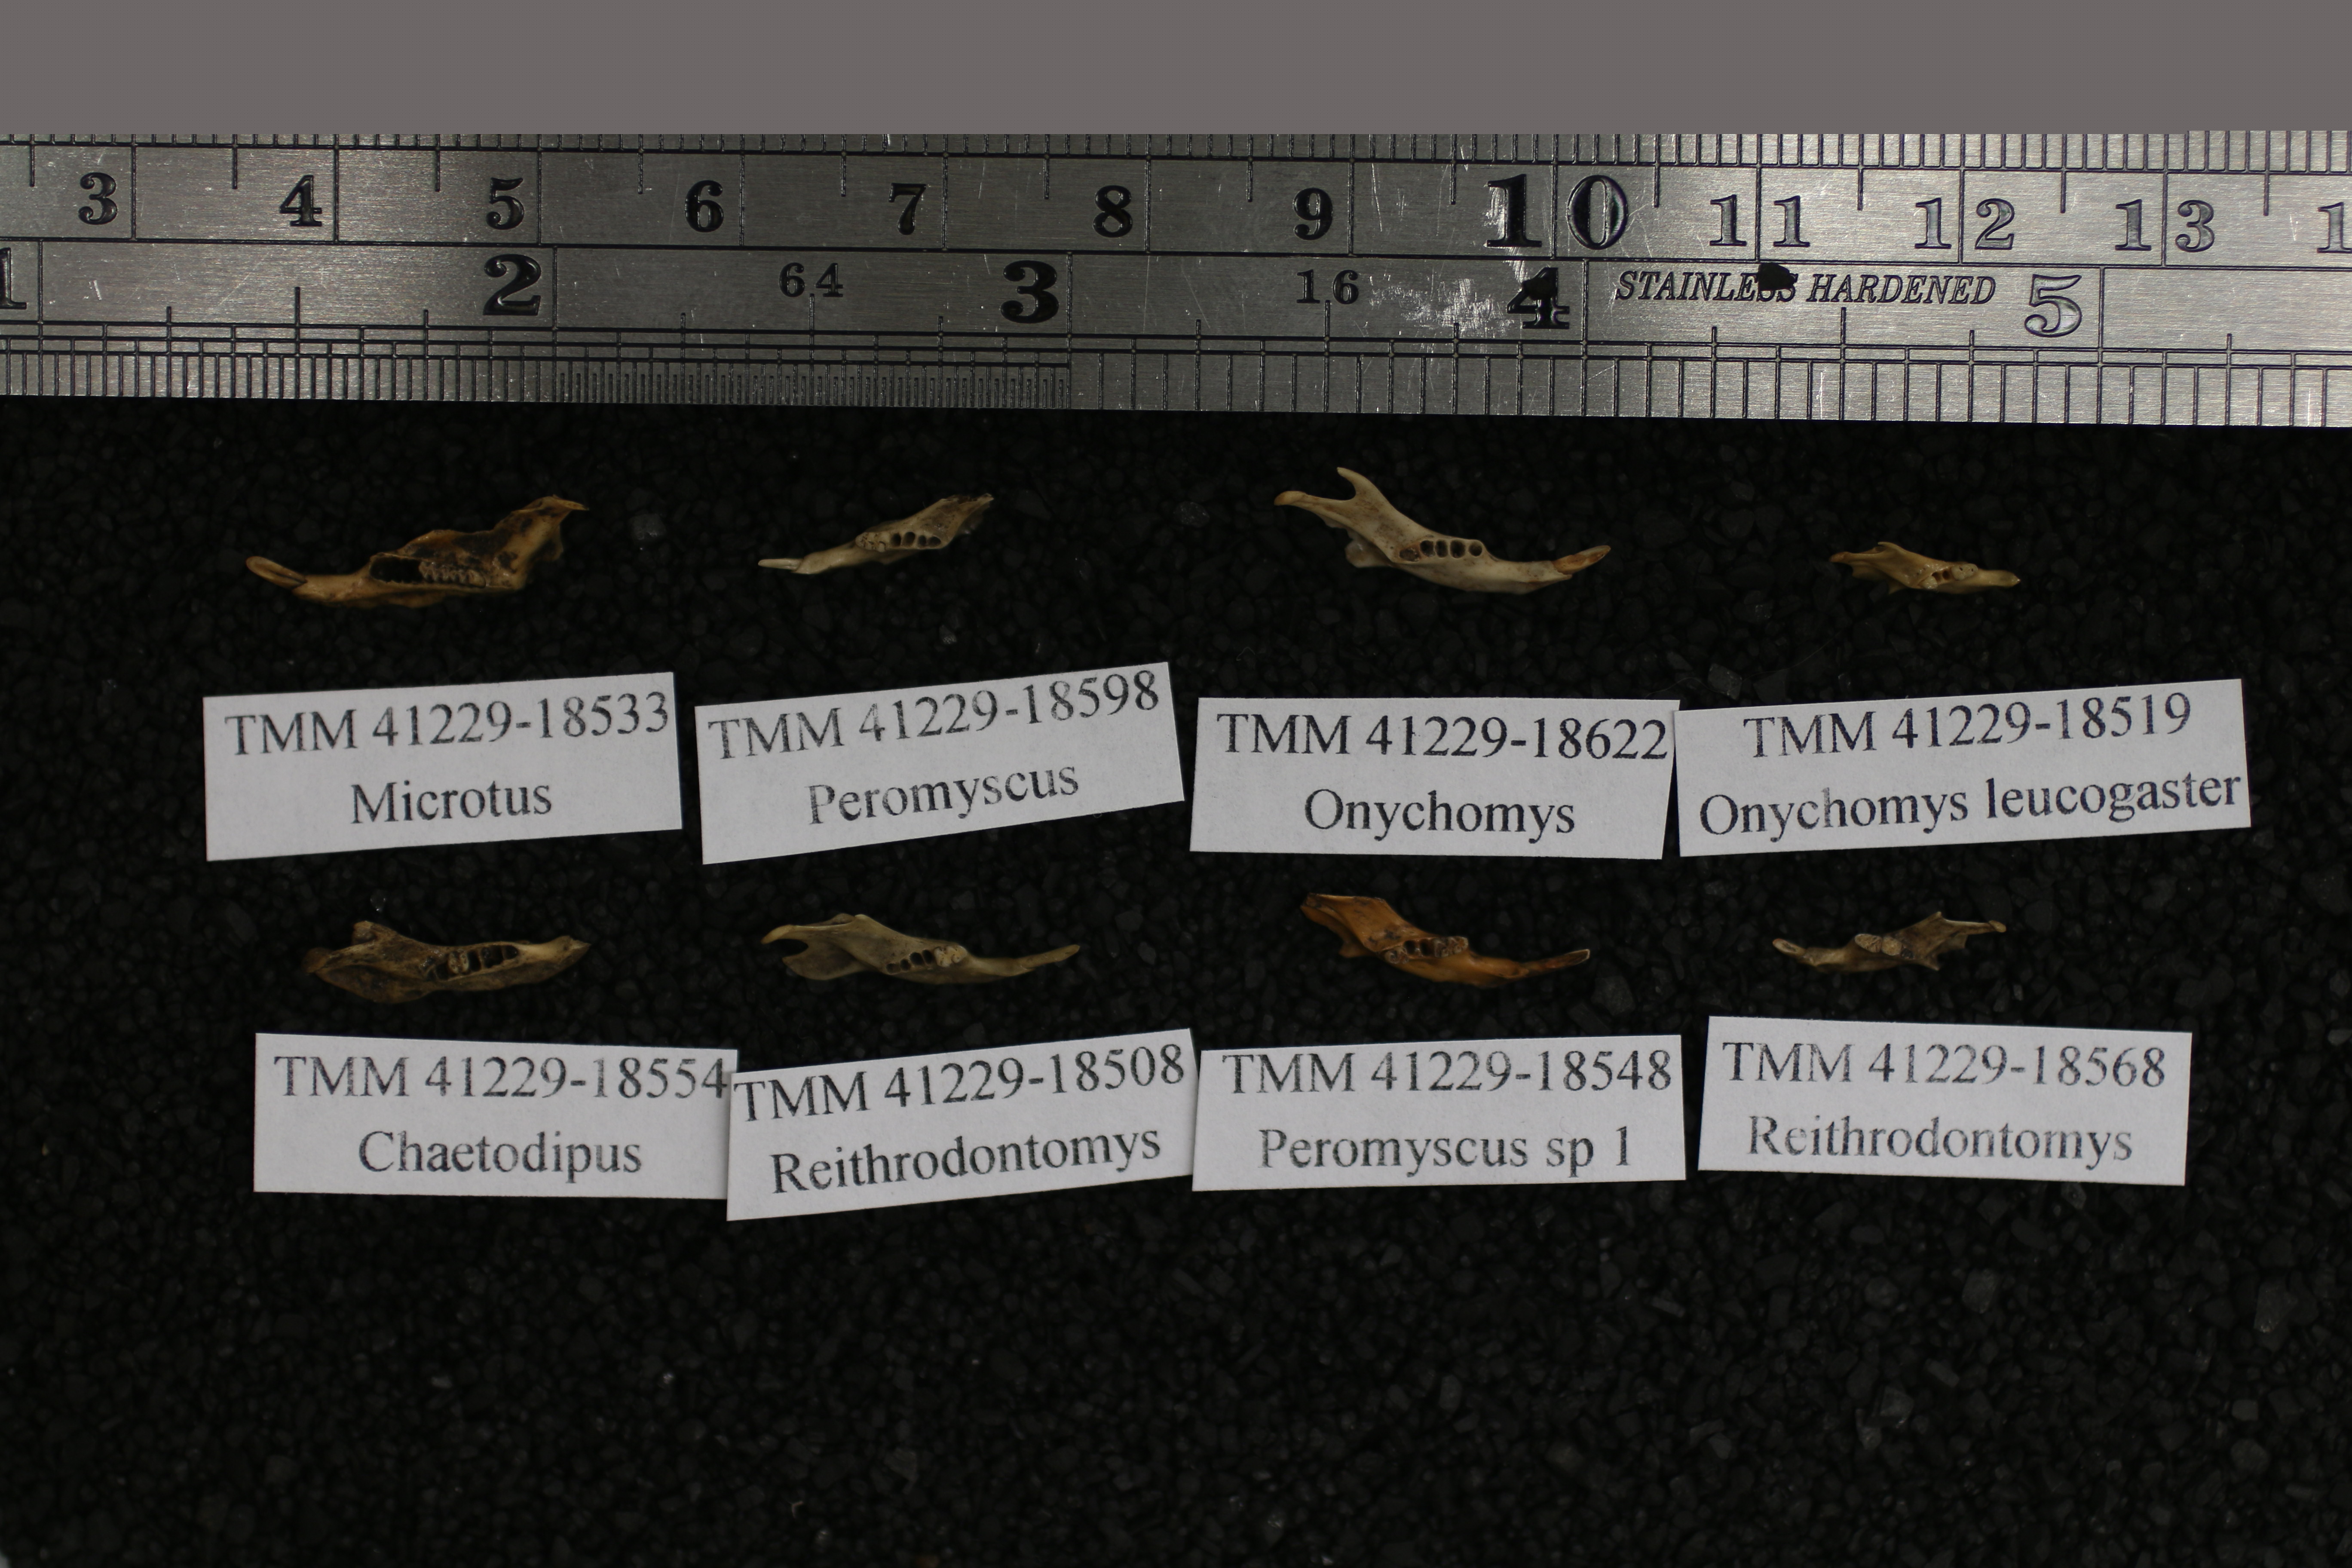 3 4 5 6 7 8 9 10 11 12 13 1
1 2 64 3 16 4 STAINLESS HARDENED 5
TMM 41229-18533
Microtus
TMM 41229-18598
Peromyscus
TMM 41229-18622
Onychomys
TMM 41229-18519
Onychomys leucogaster
TMM 41229-18554
Chaetodipus
TMM 41229-18508
Reithrodontomys
TMM 41229-18548
Peromyscus sp 1
TMM 41229-18568
Reithrodontomys